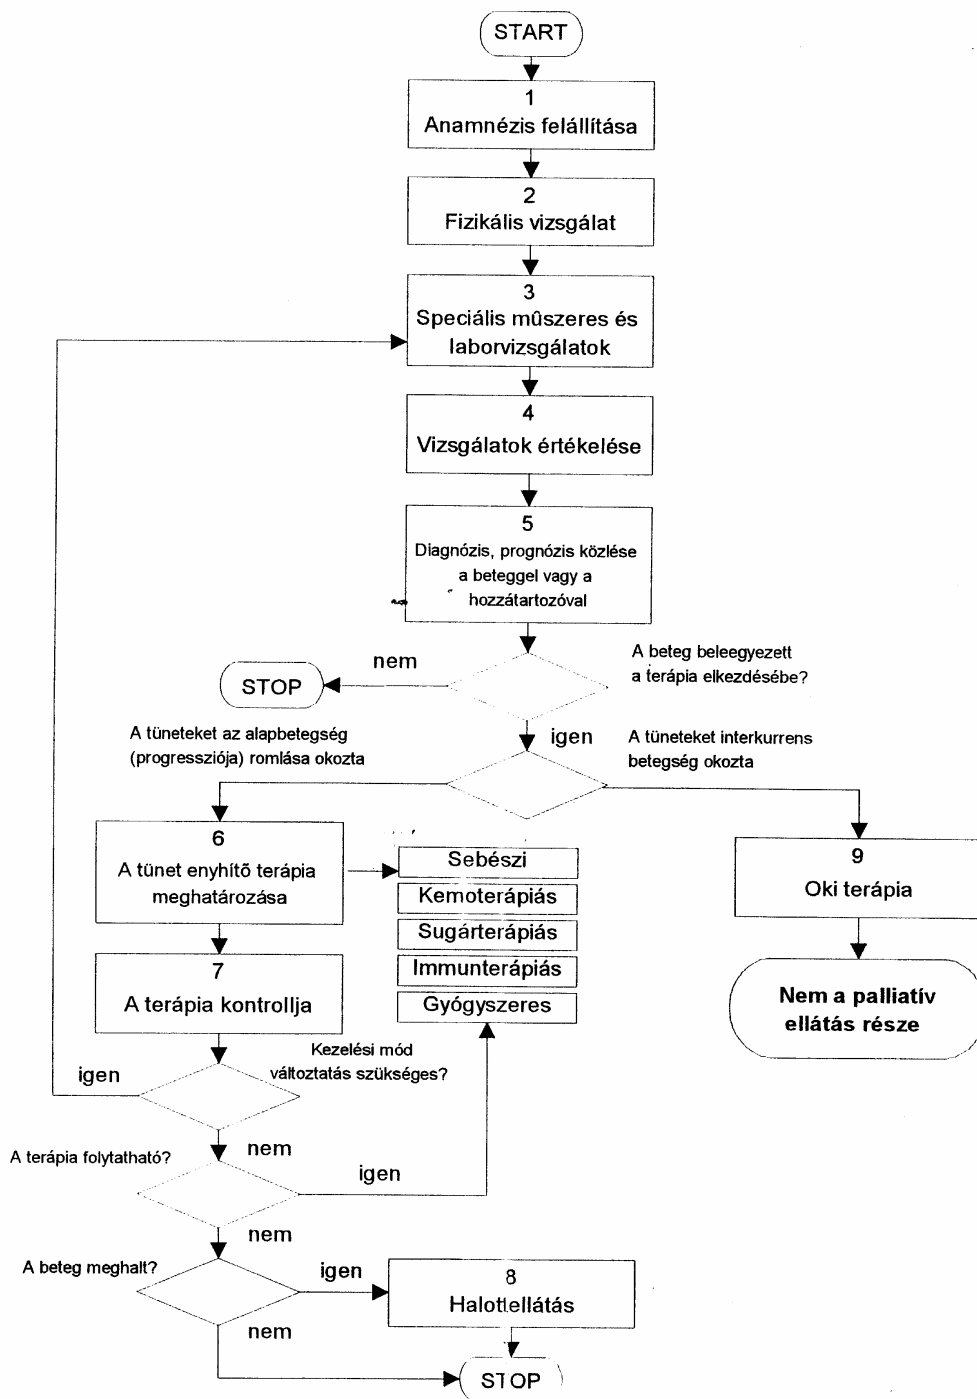 START
1
Anamnézis felállítása
2
Fizikális vizsgálat
3
Speciális mûszeres és
laborvizsgálatok
4
Vizsgálatok értékelése
5
Diagnózis, prognózis közlése
a beteggel vagy a
hozzátartozóval
A beteg beleegyezett
a terápia elkezdésébe?
nem
STOP
igen
A tüneteket az alapbetegség
(progressziója) romlása okozta
A tüneteket interkurrens
betegség okozta
6
A tünet enyhítõ terápia
meghatározása
Sebészi
Kemoterápiás
Sugárterápiás
Immunterápiás
Gyógyszeres
9
Oki terápia
Nem a palliatív
ellátás része
7
A terápia kontrollja
Kezelési mód
változtatás szükséges?
igen
nem
A terápia folytatható?
igen
nem
A beteg meghalt?
igen
8
Halottellátás
nem
STOP